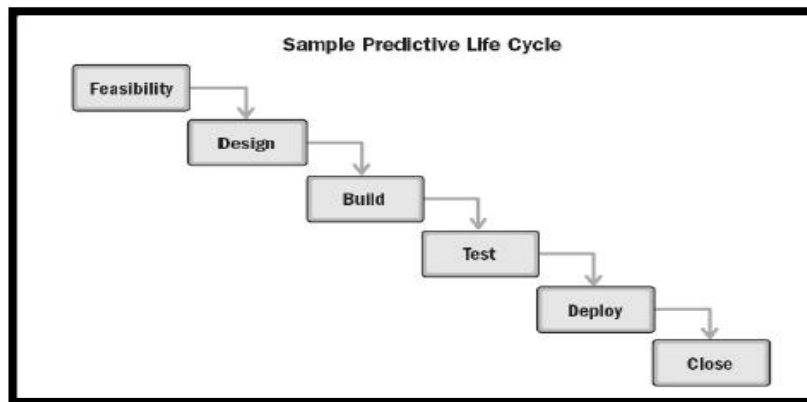 Sample Predictive Life Cycle
Feasibility
Design
Build
Test
Deploy
Close